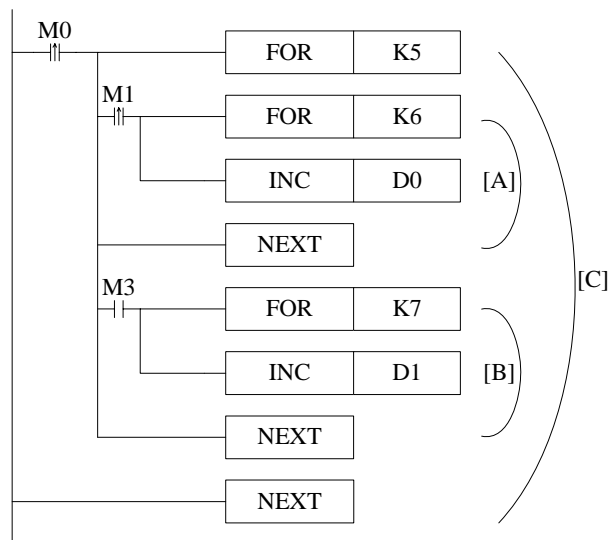 M0
FOR K5
M1
FOR K6
INC D0 [A]
NEXT
[C]
M3
FOR K7
INC D1 [B]
NEXT
NEXT